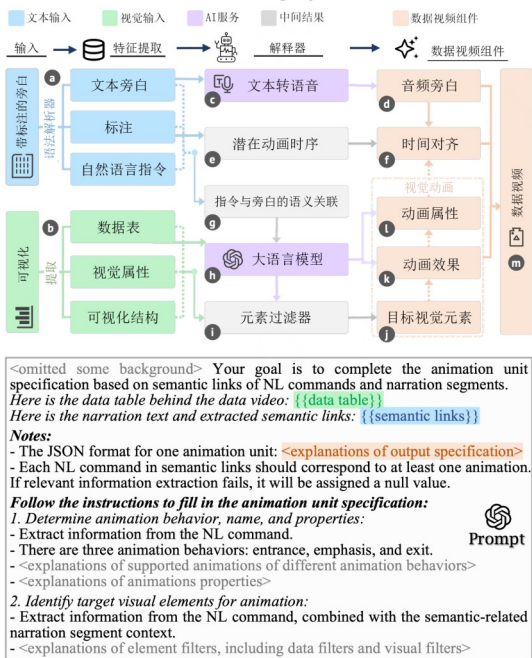 文本输入 视觉输入 AI服务 中间结果 数据视频组件
输入 特征提取 解释器 数据视频组件
带标注的旁白
语法解析器
a
文本旁白
标注
自然语言指令
c 文本转语音
d 音频旁白
e 潜在动画时序
f 时间对齐
g 指令与旁白的语义关联
视觉动画
可视化
提取
b
数据表
视觉属性
可视化结构
h 大语言模型
i 元素过滤器
l 动画属性
k 动画效果
j 目标视觉元素
数据视频
m
<omitted some background> Your goal is to complete the animation unit
specification based on semantic links of NL commands and narration segments.
Here is the data table behind the data video: {{data table}}
Here is the narration text and extracted semantic links: {{semantic links}}
Notes:
- The JSON format for one animation unit: <explanations of output specification>
- Each NL command in semantic links should correspond to at least one animation.
If relevant information extraction fails, it will be assigned a null value.
Follow the instructions to fill in the animation unit specification:
1. Determine animation behavior, name, and properties:
- Extract information from the NL command.
- There are three animation behaviors: entrance, emphasis, and exit.
- <explanations of supported animations of different animation behaviors>
- <explanations of animations properties>
Prompt
2. Identify target visual elements for animation:
- Extract information from the NL command, combined with the semantic-related
narration segment context.
- <explanations of element filters, including data filters and visual filters>